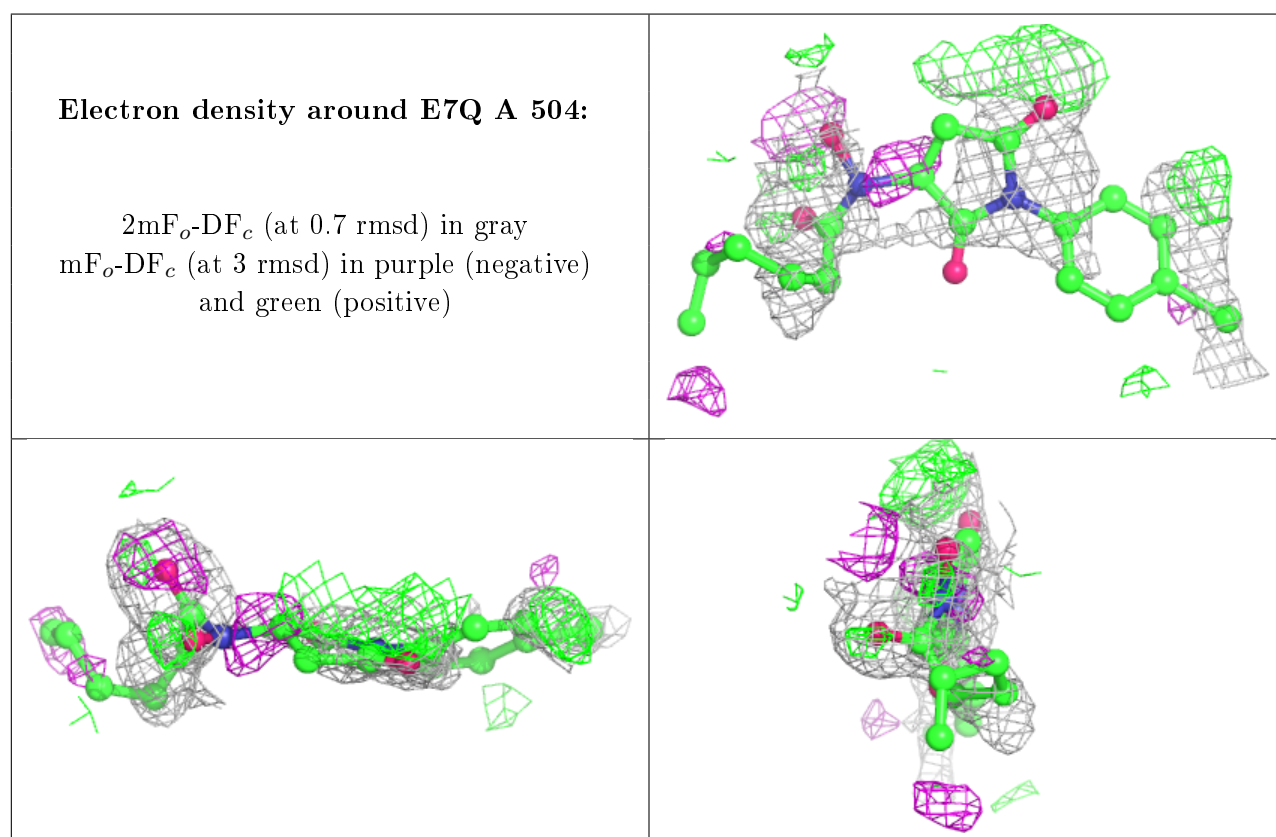 Electron density around E7Q A 504:
2mFo-DFc (at 0.7 rmsd) in gray
mFo-DFc (at 3 rmsd) in purple (negative)
and green (positive)